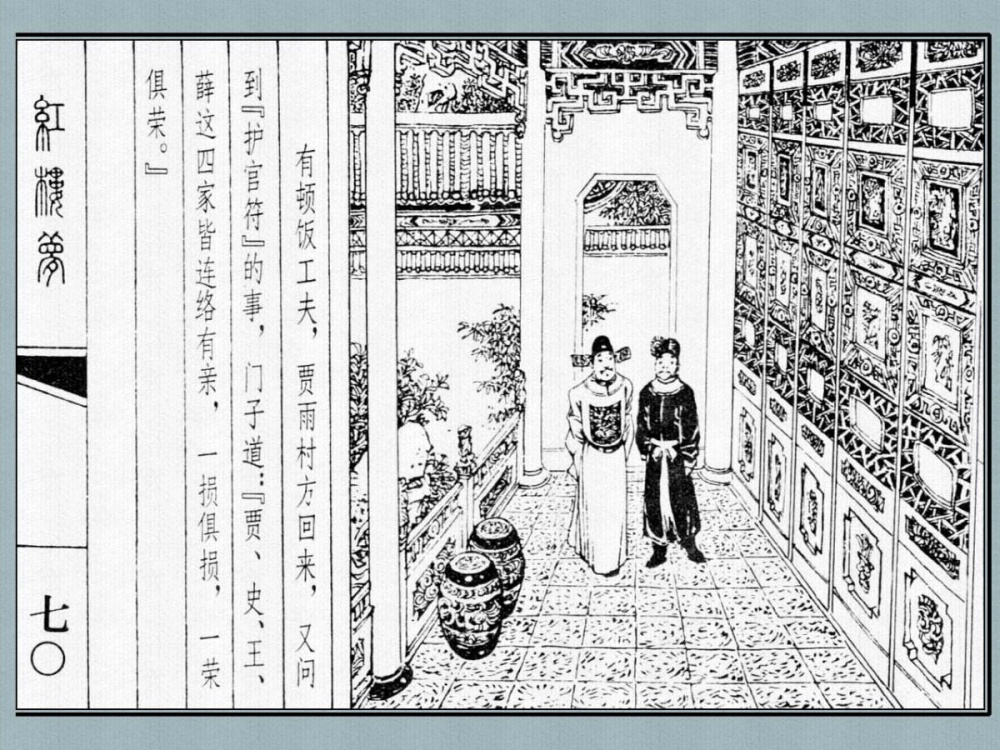 有顿饭工夫，贾雨村方回来，又问
到『护官符』的事，门子道：『贾、史、王、
薛这四家皆连络有亲，一损俱损，一荣
俱荣。』
紅樓夢
七〇